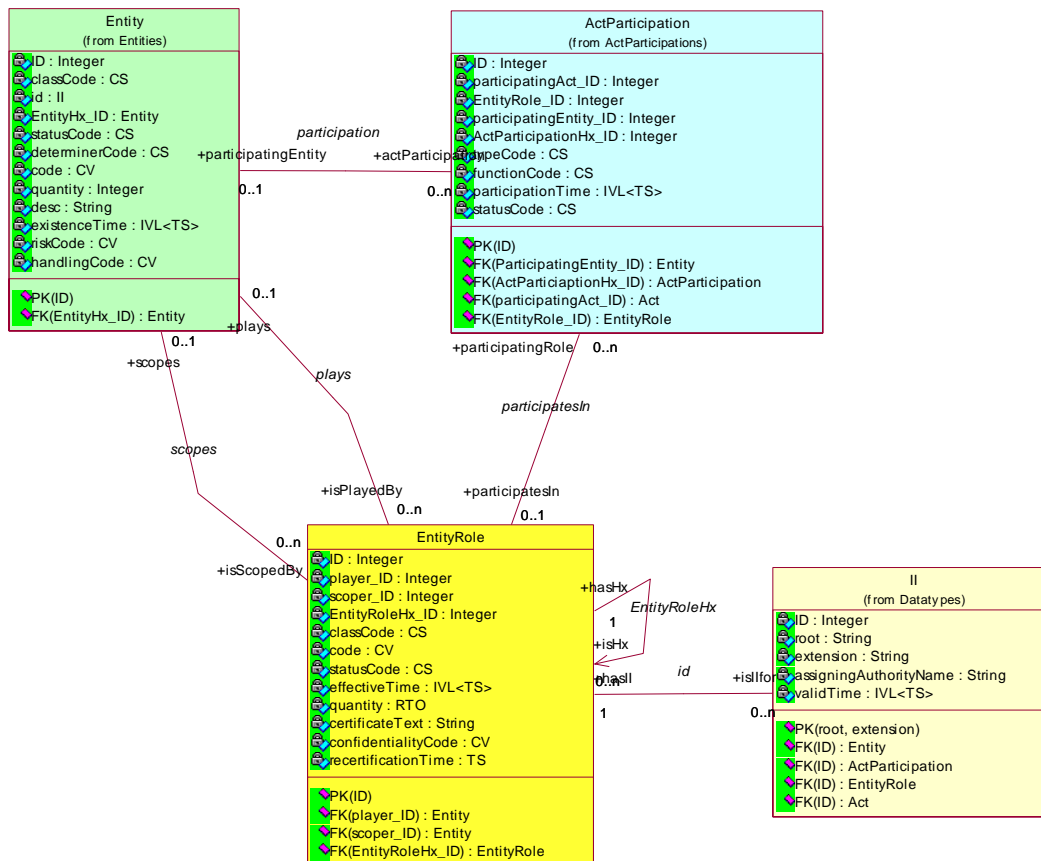 Entity
(from Entities)
ID : Integer
classCode : CS
id : II
EntityHx_ID : Entity
statusCode : CS
determinerCode : CS
code : CV
quantity : Integer
desc : String
existenceTime : IVL<TS>
riskCode : CV
handlingCode : CV
PK(ID)
FK(EntityHx_ID) : Entity
ActParticipation
(from ActParticipations)
ID : Integer
participatingAct_ID : Integer
EntityRole_ID : Integer
participatingEntity_ID : Integer
ActParticipationHx_ID : Integer
typeCode : CS
functionCode : CS
participationTime : IVL<TS>
statusCode : CS
PK(ID)
FK(ParticipatingEntity_ID) : Entity
FK(ActParticiaptionHx_ID) : ActParticipation
FK(participatingAct_ID) : Act
FK(EntityRole_ID) : EntityRole
participation
+participatingEntity
+actParticipation
0..1
0..n
0..1
+plays
0..1
+scopes
plays
scopes
+isPlayedBy
0..n
0..n
+isScopedBy
+participatingRole
0..n
participatesIn
+participatesIn
0..1
EntityRole
ID : Integer
player_ID : Integer
scoper_ID : Integer
EntityRoleHx_ID : Integer
classCode : CS
code : CV
statusCode : CS
effectiveTime : IVL<TS>
quantity : RTO
certificateText : String
confidentialityCode : CV
recertificationTime : TS
PK(ID)
FK(player_ID) : Entity
FK(scoper_ID) : Entity
FK(EntityRoleHx_ID) : EntityRole
+hasHx
EntityRoleHx
1
+isHx
0..n
+hasII
id
+isIIfor
1
0..n
II
(from Datatypes)
ID : Integer
root : String
extension : String
assigningAuthorityName : String
validTime : IVL<TS>
PK(root, extension)
FK(ID) : Entity
FK(ID) : ActParticipation
FK(ID) : EntityRole
FK(ID) : Act